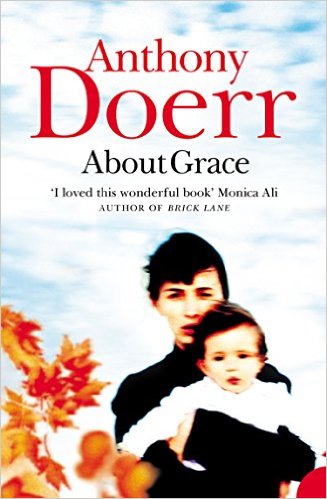 Anthony
Doerr
About Grace
‘I loved this wonderful book’ Monica Ali
AUTHOR OF BRICK LANE